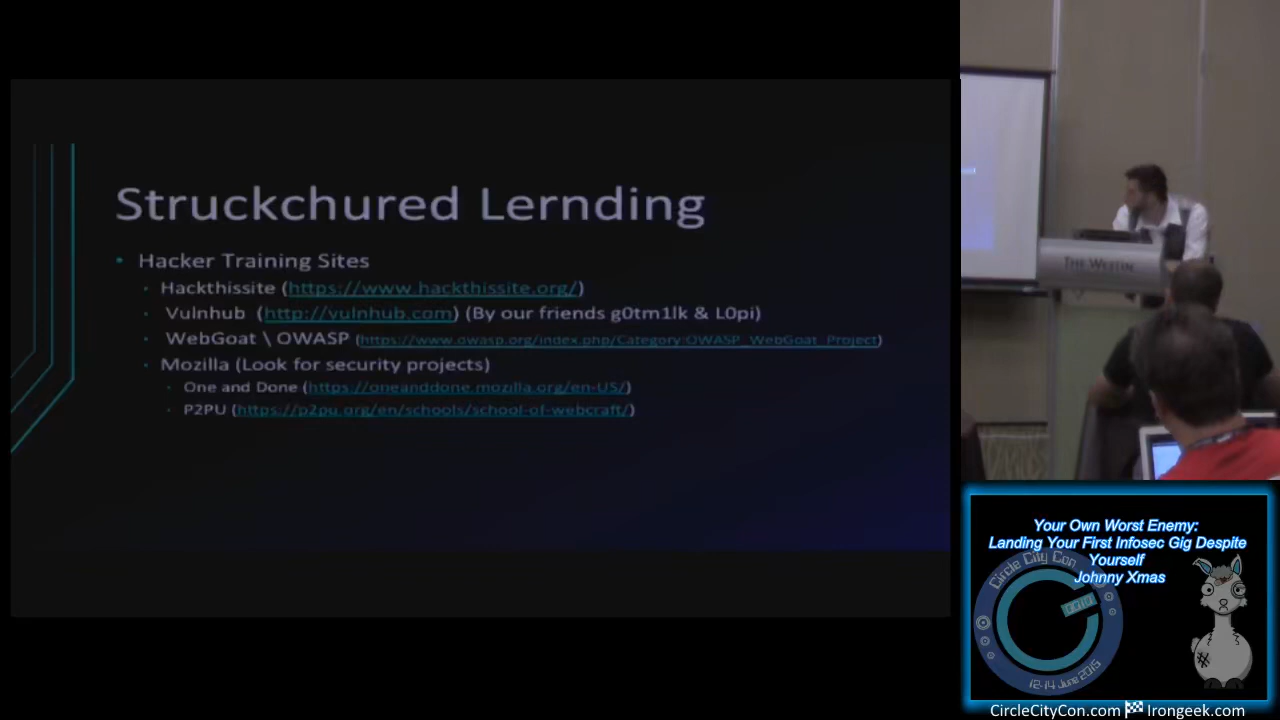 Struckchured Lernding
Hacker Training Sites
Hackthissite (https://www.hackthissite.org/)
Vulnhub (http://vulnhub.com) (By our friends g0tm1lk & L0pi)
WebGoat \ OWASP (https://www.owasp.org/index.php/Category:OWASP_WebGoat_Project)
Mozilla (Look for security projects)
One and Done (https://oneanddone.mozilla.org/en-US/)
P2PU (https://p2pu.org/en/schools/school-of-webcraft/)
THE WESTIN
Your Own Worst Enemy:
Landing Your First Infosec Gig Despite
Yourself
Johnny Xmas
Circle City Con
12-14 June 2015
CircleCityCon.com Irongeek.com